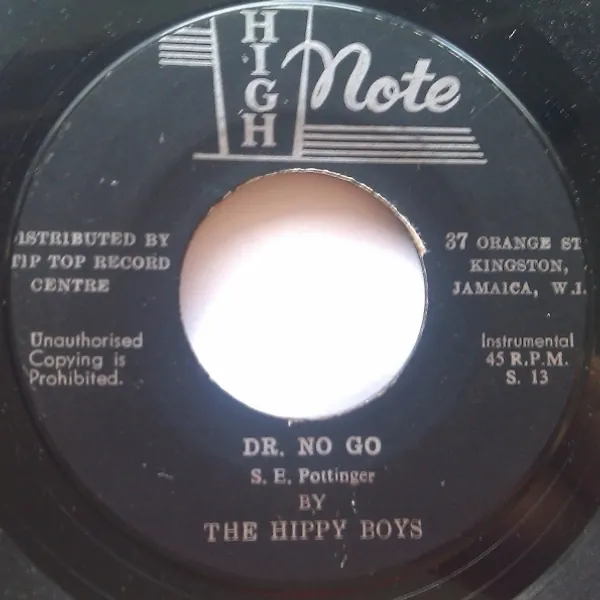 HIGH Note
ISTRIBUTED BY
TIP TOP RECORD
CENTRE
37 ORANGE ST
KINGSTON,
JAMAICA, W.I.
Unauthorised
Copying is
Prohibited.
Instrumental
45 R.P.M.
S. 13
DR. NO GO
S. E. Pottinger
BY
THE HIPPY BOYS